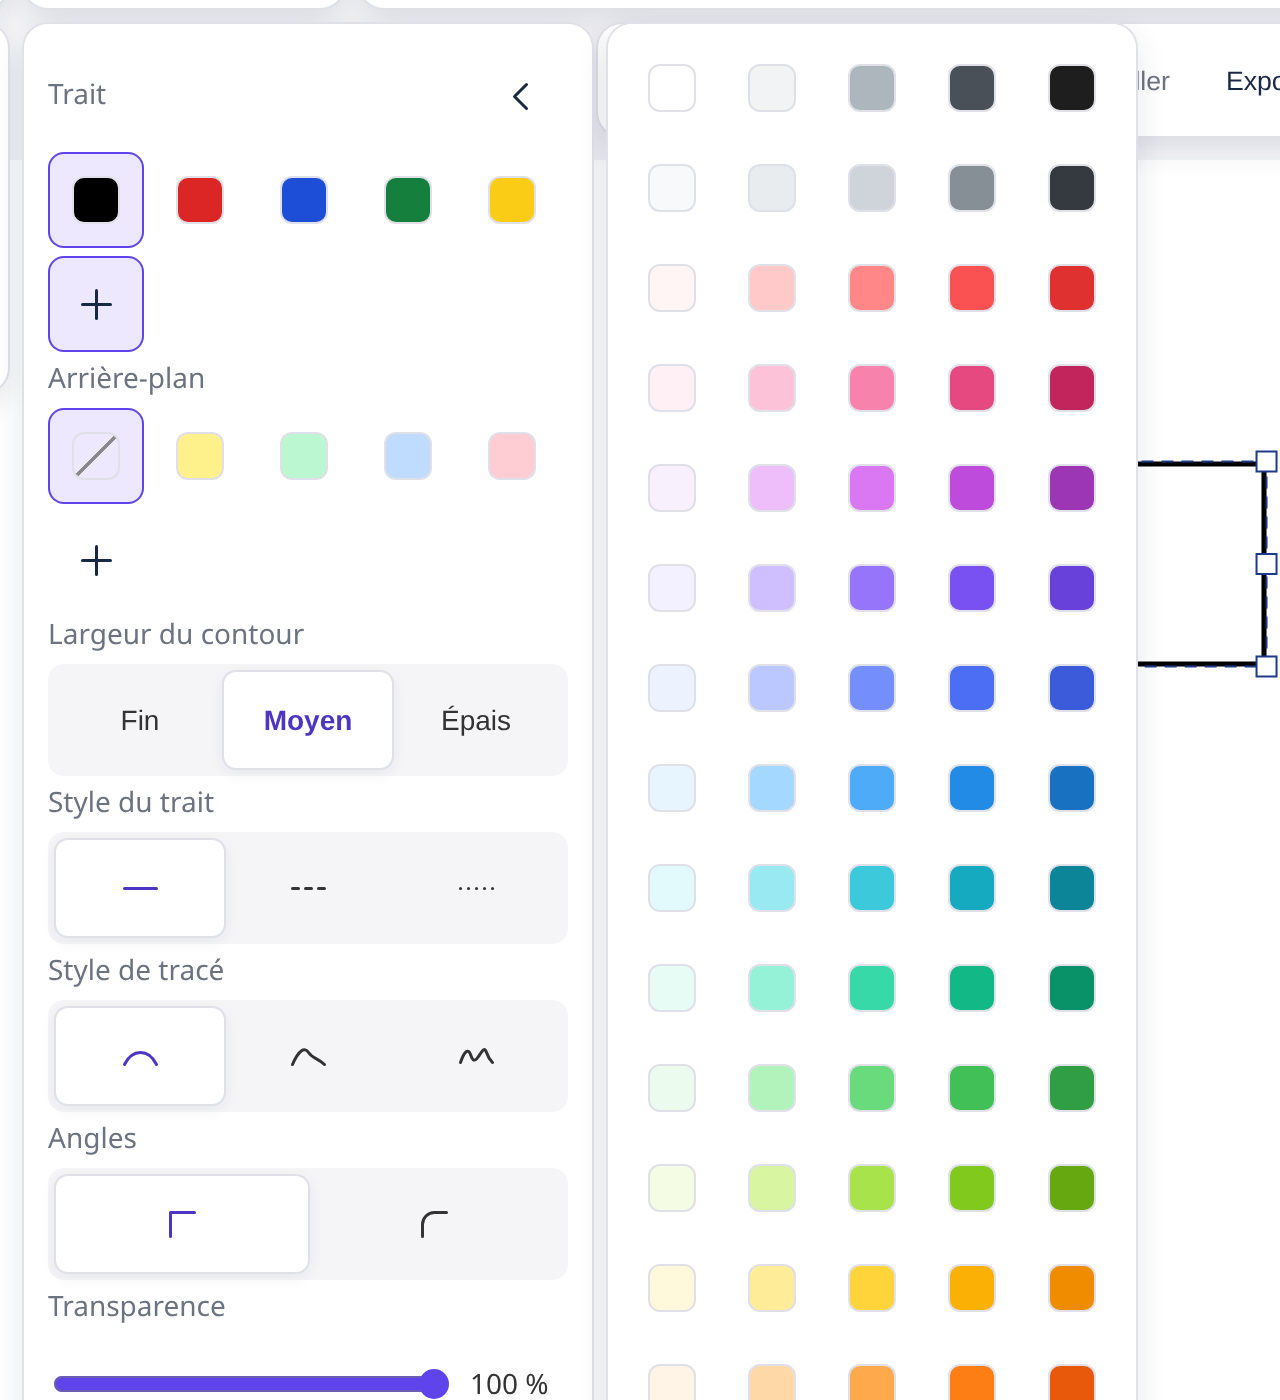 Trait
Arrière-plan
Largeur du contour
Fin Moyen Épais
Style du trait
Style de tracé
Angles
Transparence
100 %